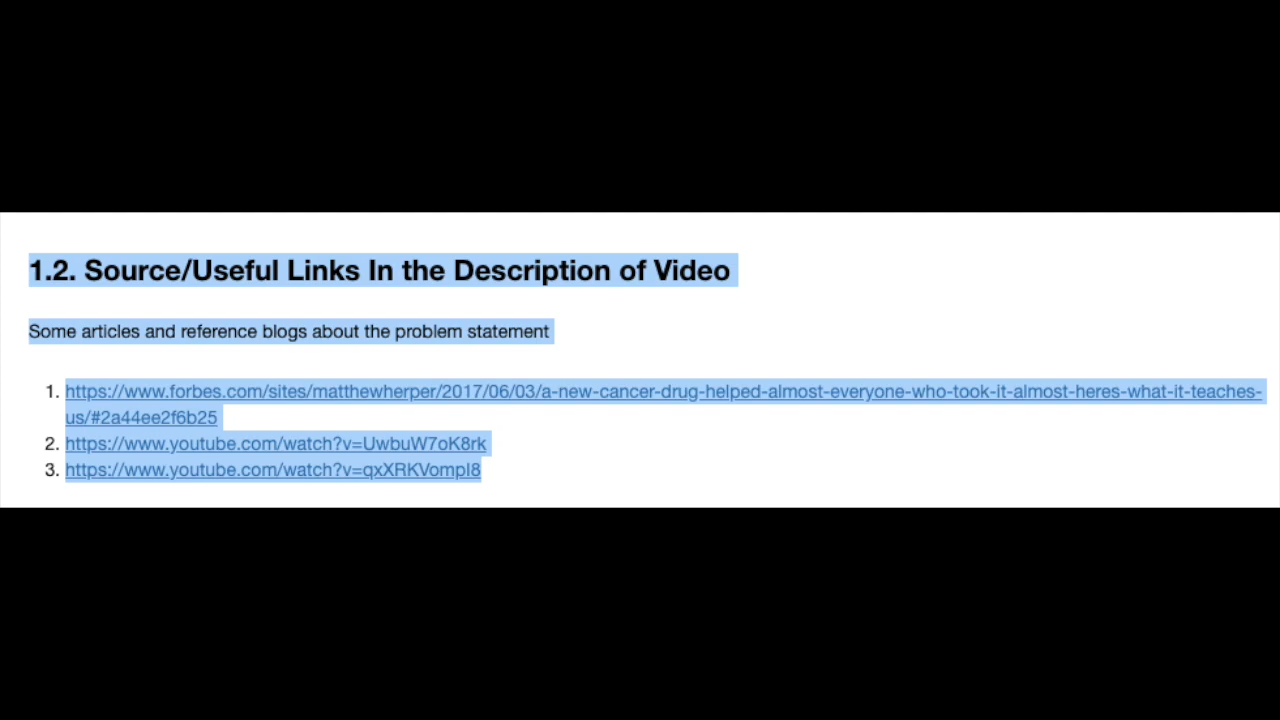 1.2. Source/Useful Links In the Description of Video
Some articles and reference blogs about the problem statement
1. https://www.forbes.com/sites/matthewherper/2017/06/03/a-new-cancer-drug-helped-almost-everyone-who-took-it-almost-heres-what-it-teaches-
us/#2a44ee2f6b25
2. https://www.youtube.com/watch?v=UwbuW7oK8rk
3. https://www.youtube.com/watch?v=qxXRKVompI8